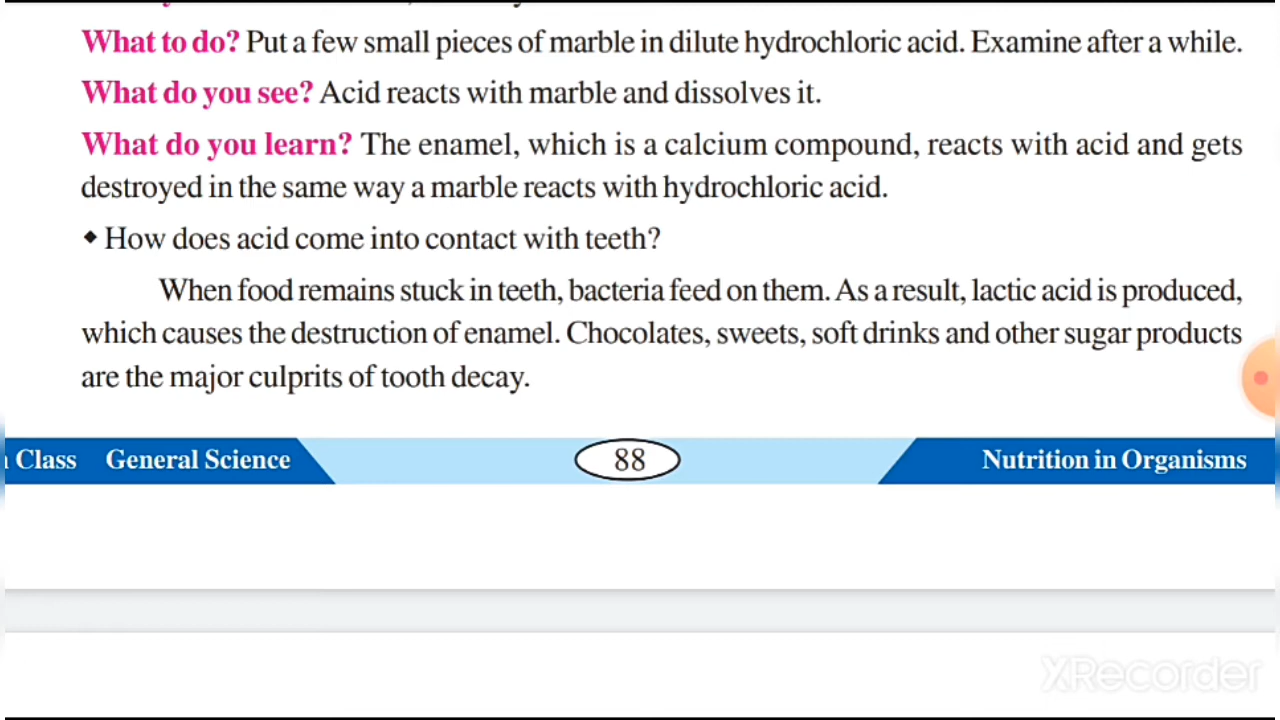 What to do? Put a few small pieces of marble in dilute hydrochloric acid. Examine after a while.
What do you see? Acid reacts with marble and dissolves it.
What do you learn? The enamel, which is a calcium compound, reacts with acid and gets
destroyed in the same way a marble reacts with hydrochloric acid.
◆ How does acid come into contact with teeth?
When food remains stuck in teeth, bacteria feed on them. As a result, lactic acid is produced,
which causes the destruction of enamel. Chocolates, sweets, soft drinks and other sugar products
are the major culprits of tooth decay.
Class General Science 88 Nutrition in Organisms
XRecorder